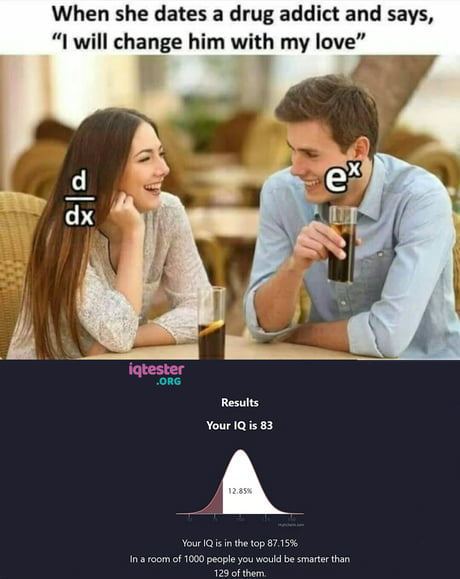 When she dates a drug addict and says,
"I will change him with my love"
d
dx
eˣ
iqtester
.ORG
Results
Your IQ is 83
12.85%
Your IQ is in the top 87.15%
In a room of 1000 people you would be smarter than
129 of them.